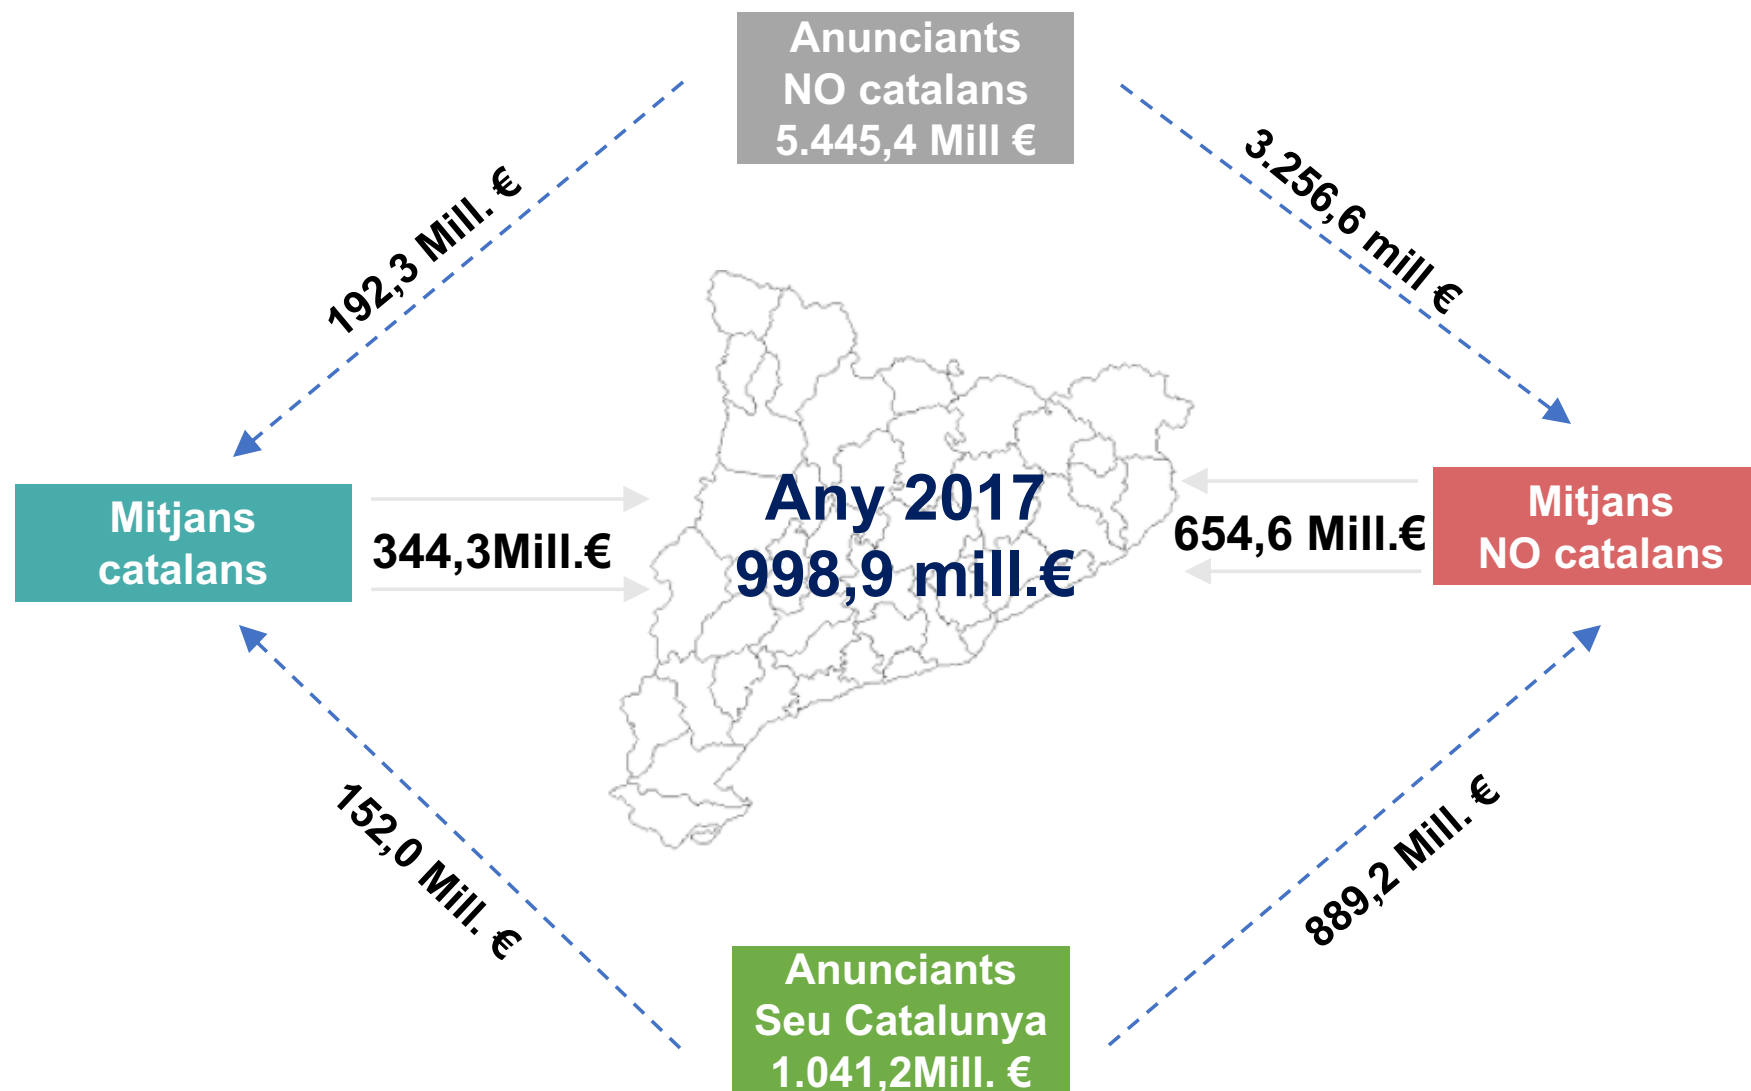 Anunciants
NO catalans
5.445,4 Mill €
192,3 Mill. €
3.256,6 mill €
Mitjans
catalans
344,3Mill.€
Any 2017
998,9 mill.€
654,6 Mill.€
Mitjans
NO catalans
152,0 Mill. €
889,2 Mill. €
Anunciants
Seu Catalunya
1.041,2Mill. €